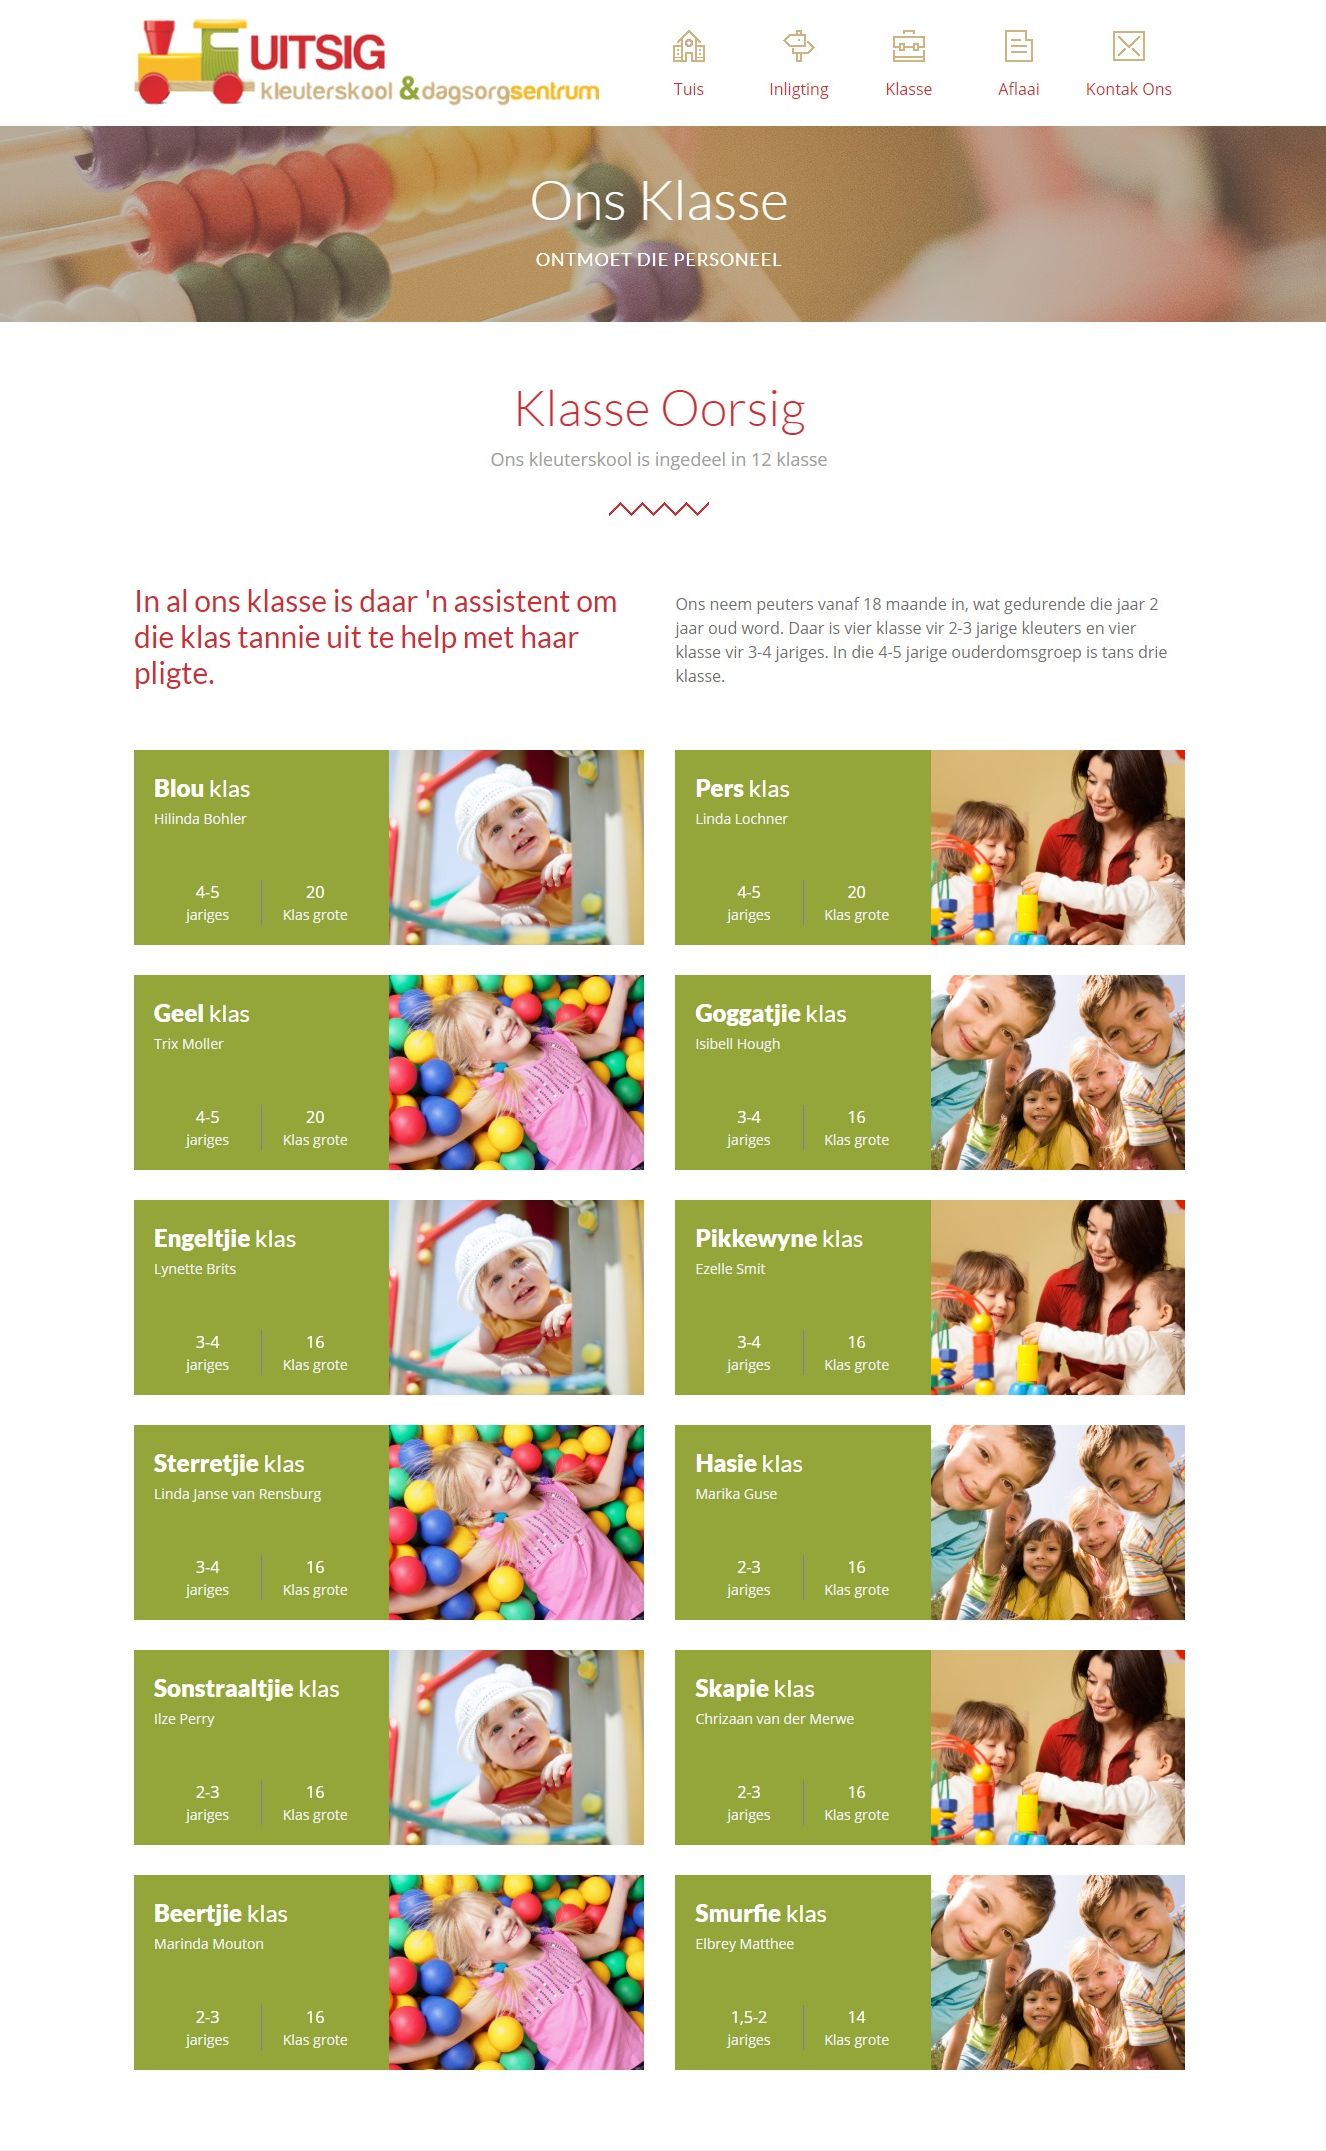 UITSIG
kleuterskool & dagsorgsentrum
Tuis
Inligting
Klasse
Aflaai
Kontak Ons
Ons Klasse
ONTMOET DIE PERSONEEL
Klasse Oorsig
Ons kleuterskool is ingedeel in 12 klasse
In al ons klasse is daar 'n assistent om
die klas tannie uit te help met haar
pligte.
Ons neem peuters vanaf 18 maande in, wat gedurende die jaar 2
jaar oud word. Daar is vier klasse vir 2-3 jarige kleuters en vier
klasse vir 3-4 jariges. In die 4-5 jarige ouderdomsgroep is tans drie
klasse.
Blou klas
Hilinda Bohler
4-5 20
jariges Klas grote
Pers klas
Linda Lochner
4-5 20
jariges Klas grote
Geel klas
Trix Moller
4-5 20
jariges Klas grote
Goggatjie klas
Isibell Hough
3-4 16
jariges Klas grote
Engeltjie klas
Lynette Brits
3-4 16
jariges Klas grote
Pikkewyne klas
Ezelle Smit
3-4 16
jariges Klas grote
Sterretjie klas
Linda Janse van Rensburg
3-4 16
jariges Klas grote
Hasie klas
Marika Guse
2-3 16
jariges Klas grote
Sonstraaltjie klas
Ilze Perry
2-3 16
jariges Klas grote
Skapie klas
Chrizaan van der Merwe
2-3 16
jariges Klas grote
Beertjie klas
Marinda Mouton
2-3 16
jariges Klas grote
Smurfie klas
Elbrey Matthee
1,5-2 14
jariges Klas grote